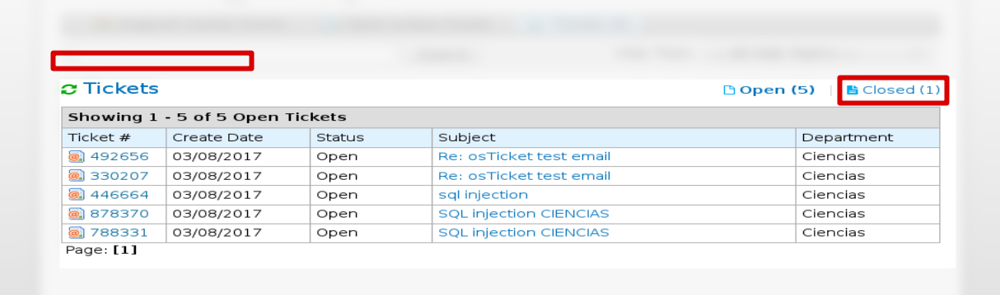 Tickets Open (5) | Closed (1)
Showing 1 - 5 of 5 Open Tickets
Ticket # Create Date Status Subject Department
492656 03/08/2017 Open Re: osTicket test email Ciencias
330207 03/08/2017 Open Re: osTicket test email Ciencias
446664 03/08/2017 Open sql injection Ciencias
878370 03/08/2017 Open SQL injection CIENCIAS Ciencias
788331 03/08/2017 Open SQL injection CIENCIAS Ciencias
Page: [1]